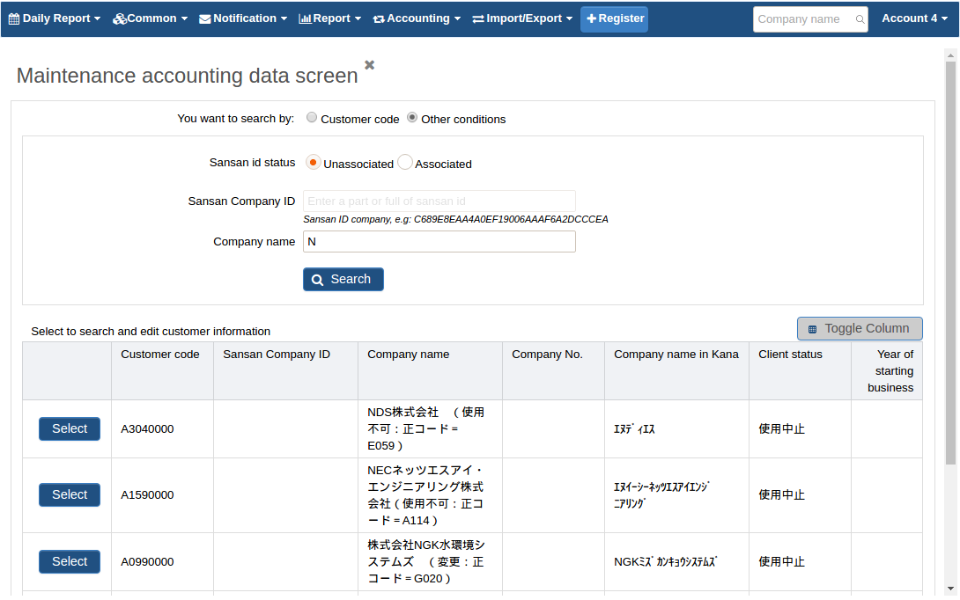 Daily Report Common Notification Report Accounting Import/Export Register Company name Account 4
Maintenance accounting data screen
You want to search by: Customer code Other conditions
Sansan id status Unassociated Associated
Sansan Company ID Enter a part or full of sansan id
Sansan ID company, e.g: C689E8EAA4A0EF19006AAAF6A2DCCCEA
Company name N
Search
Select to search and edit customer information
Toggle Column
Customer code Sansan Company ID Company name Company No. Company name in Kana Client status Year of
starting
business
Select A3040000
NDS株式会社 （使用
不可：正コード＝
E059）
ｴﾇﾃﾞｨｴｽ
使用中止
Select A1590000
NECネッツエスアイ・
エンジニアリング株式
会社（使用不可：正コ
ード＝A114）
ｴﾇｲｰｼｰﾈｯﾂｴｽｱｲｴﾝｼﾞ
ﾆｱﾘﾝｸﾞ
使用中止
Select A0990000
株式会社NGK水環境シ
ステムズ （変更：正
コード＝G020）
NGKﾐｽﾞｶﾝｷｮｳｼｽﾃﾑｽﾞ
使用中止